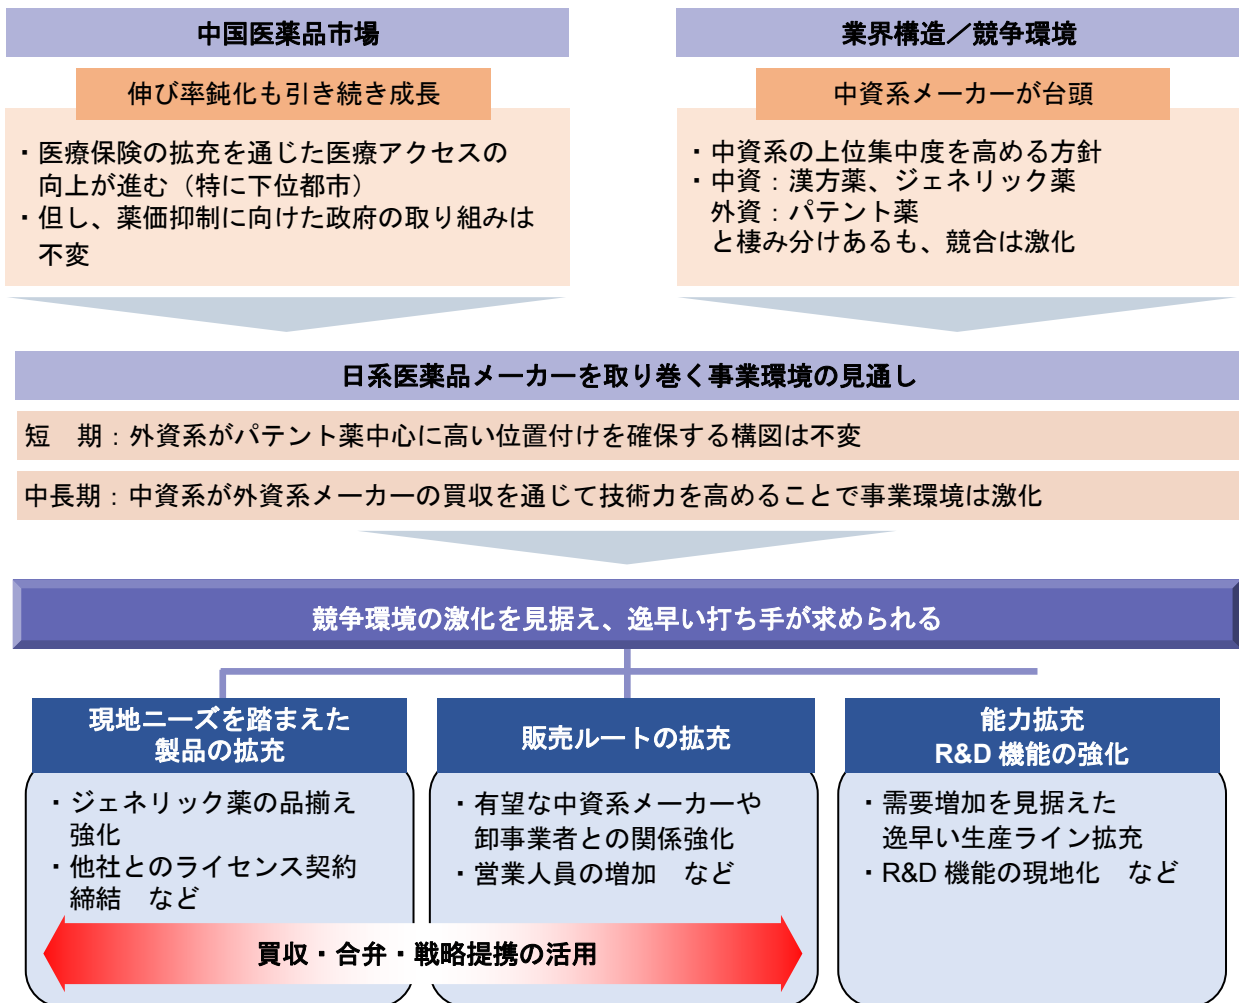 中国医薬品市場
伸び率鈍化も引き続き成長
・医療保険の拡充を通じた医療アクセスの
向上が進む（特に下位都市）
・但し、薬価抑制に向けた政府の取り組みは
不変
業界構造／競争環境
中資系メーカーが台頭
・中資系の上位集中度を高める方針
・中資：漢方薬、ジェネリック薬
外資：パテント薬
と棲み分けあるも、競合は激化
日系医薬品メーカーを取り巻く事業環境の見通し
短　期：外資系がパテント薬中心に高い位置付けを確保する構図は不変
中長期：中資系が外資系メーカーの買収を通じて技術力を高めることで事業環境は激化
競争環境の激化を見据え、逸早い打ち手が求められる
現地ニーズを踏まえた
製品の拡充
・ジェネリック薬の品揃え
強化
・他社とのライセンス契約
締結　など
販売ルートの拡充
・有望な中資系メーカーや
卸事業者との関係強化
・営業人員の増加　など
能力拡充
R&D 機能の強化
・需要増加を見据えた
逸早い生産ライン拡充
・R&D 機能の現地化　など
買収・合弁・戦略提携の活用